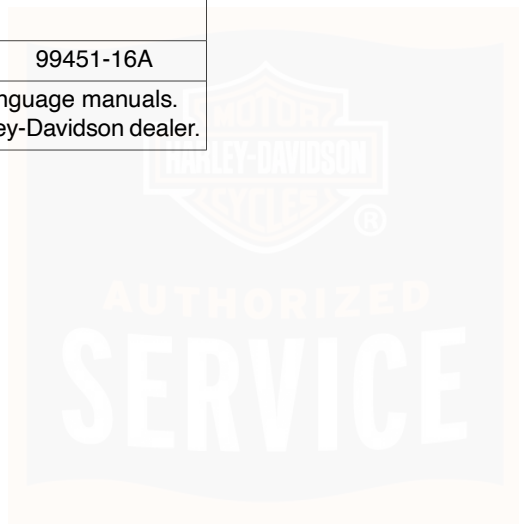 99451-16A
nguage manuals.
ey-Davidson dealer.
MOTOR
HARLEY-DAVIDSON
CYCLES
®
AUTHORIZED
SERVICE